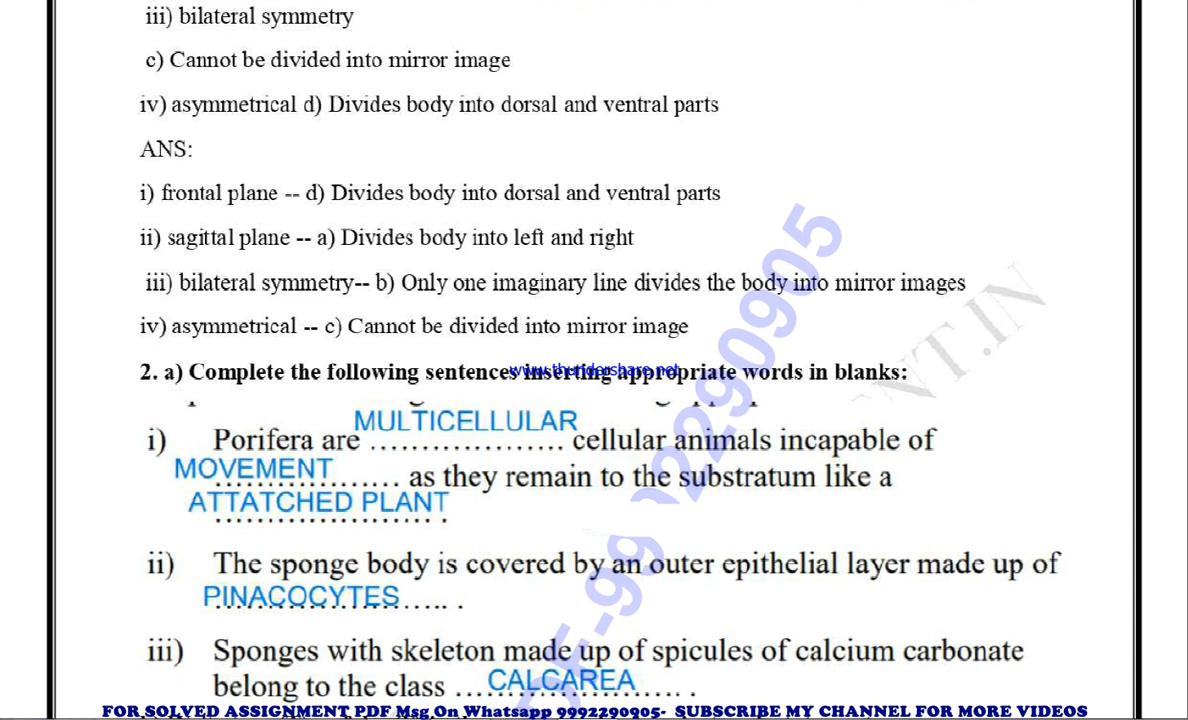 iii) bilateral symmetry
c) Cannot be divided into mirror image
iv) asymmetrical d) Divides body into dorsal and ventral parts
ANS:
i) frontal plane -- d) Divides body into dorsal and ventral parts
ii) sagittal plane -- a) Divides body into left and right
iii) bilateral symmetry-- b) Only one imaginary line divides the body into mirror images
iv) asymmetrical -- c) Cannot be divided into mirror image
2. a) Complete the following sentences inserting appropriate words in blanks:
www.thundershare.net
MULTICELLULAR
i) Porifera are ..................... cellular animals incapable of
MOVEMENT
.................. as they remain to the substratum like a
ATTATCHED PLANT
...................... .
ii) The sponge body is covered by an outer epithelial layer made up of
PINACOCYTES..... .
iii) Sponges with skeleton made up of spicules of calcium carbonate
CALCAREA
belong to the class ........................ .
FOR SOLVED ASSIGNMENT PDF Msg On Whatsapp 9992290905- SUBSCRIBE MY CHANNEL FOR MORE VIDEOS